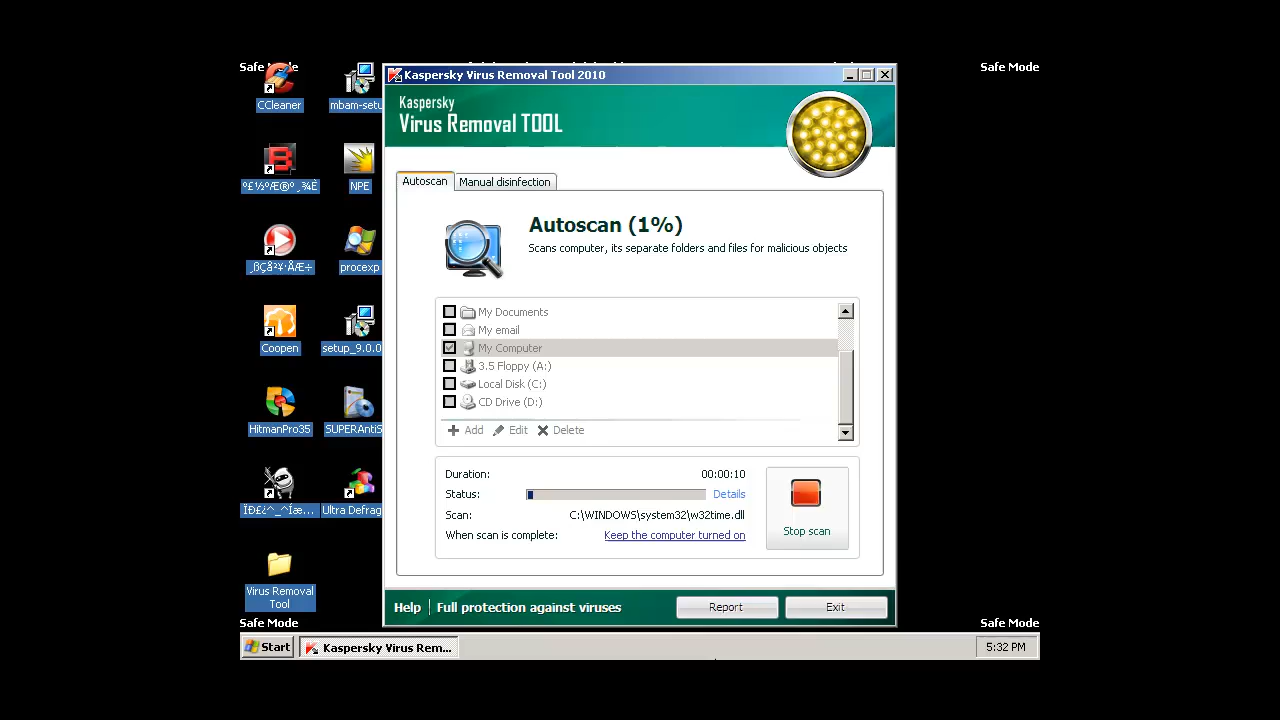 Safe Mode
Safe Mode
CCleaner
mbam-setu
NPE
procexp
Coopen
setup_9.0.0
HitmanPro35
SUPERAntiS
Ultra Defrag
Virus Removal
Tool
Kaspersky Virus Removal Tool 2010
Kaspersky
Virus Removal TOOL
Autoscan
Manual disinfection
Autoscan (1%)
Scans computer, its separate folders and files for malicious objects
My Documents
My email
My Computer
3.5 Floppy (A:)
Local Disk (C:)
CD Drive (D:)
Add Edit Delete
Duration: 00:00:10
Status: Details
Scan: C:\WINDOWS\system32\w32time.dll
When scan is complete: Keep the computer turned on
Stop scan
Help Full protection against viruses
Report
Exit
Safe Mode
Safe Mode
Start
Kaspersky Virus Rem...
5:32 PM